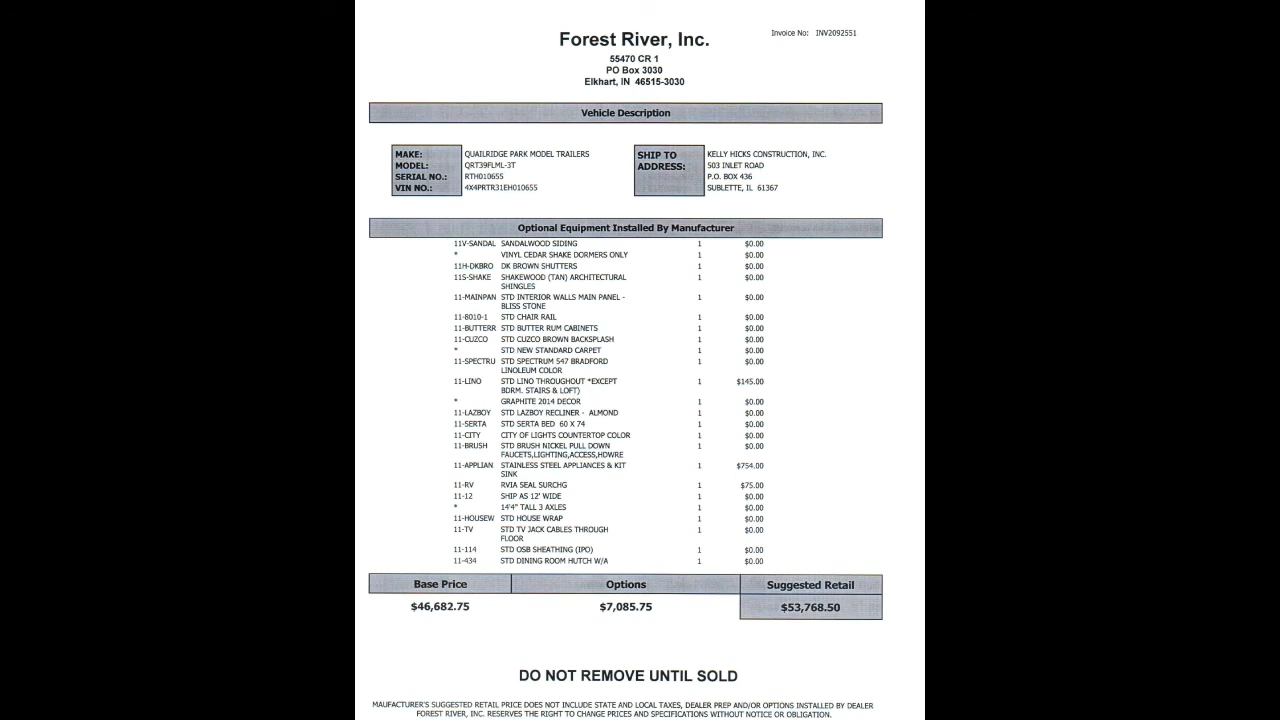 Invoice No: INV2092551
Forest River, Inc.
55470 CR 1
PO Box 3030
Elkhart, IN 46515-3030
Vehicle Description
MAKE: QUAILRIDGE PARK MODEL TRAILERS
MODEL: QRT39FLML-3T
SERIAL NO.: RTH010655
VIN NO.: 4X4PRTR31EH010655
SHIP TO ADDRESS: KELLY HICKS CONSTRUCTION, INC.
503 INLET ROAD
P.O. BOX 436
SUBLETTE, IL 61367
Optional Equipment Installed By Manufacturer
11V-SANDAL SANDALWOOD SIDING 1 $0.00
* VINYL CEDAR SHAKE DORMERS ONLY 1 $0.00
11H-DKBRO DK BROWN SHUTTERS 1 $0.00
11S-SHAKE SHAKEWOOD (TAN) ARCHITECTURAL 1 $0.00
SHINGLES
11-MAINPAN STD INTERIOR WALLS MAIN PANEL - 1 $0.00
BLISS STONE
11-8010-1 STD CHAIR RAIL 1 $0.00
11-BUTTERR STD BUTTER RUM CABINETS 1 $0.00
11-CUZCO STD CUZCO BROWN BACKSPLASH 1 $0.00
* STD NEW STANDARD CARPET 1 $0.00
11-SPECTRU STD SPECTRUM 547 BRADFORD 1 $0.00
LINOLEUM COLOR
11-LINO STD LINO THROUGHOUT *EXCEPT 1 $145.00
BDRM. STAIRS & LOFT)
* GRAPHITE 2014 DECOR 1 $0.00
11-LAZBOY STD LAZBOY RECLINER - ALMOND 1 $0.00
11-SERTA STD SERTA BED 60 X 74 1 $0.00
11-CITY CITY OF LIGHTS COUNTERTOP COLOR 1 $0.00
11-BRUSH STD BRUSH NICKEL PULL DOWN 1 $0.00
FAUCETS,LIGHTING,ACCESS,HDWRE
11-APPLIAN STAINLESS STEEL APPLIANCES & KIT 1 $754.00
SINK
11-RV RVIA SEAL SURCHG 1 $75.00
11-12 SHIP AS 12' WIDE 1 $0.00
* 14'4" TALL 3 AXLES 1 $0.00
11-HOUSEW STD HOUSE WRAP 1 $0.00
11-TV STD TV JACK CABLES THROUGH 1 $0.00
FLOOR
11-114 STD OSB SHEATHING (IPO) 1 $0.00
11-434 STD DINING ROOM HUTCH W/A 1 $0.00
Base Price Options Suggested Retail
$46,682.75 $7,085.75 $53,768.50
DO NOT REMOVE UNTIL SOLD
MAUFACTURER'S SUGGESTED RETAIL PRICE DOES NOT INCLUDE STATE AND LOCAL TAXES, DEALER PREP AND/OR OPTIONS INSTALLED BY DEALER
FOREST RIVER, INC. RESERVES THE RIGHT TO CHANGE PRICES AND SPECIFICATIONS WITHOUT NOTICE OR OBLIGATION.